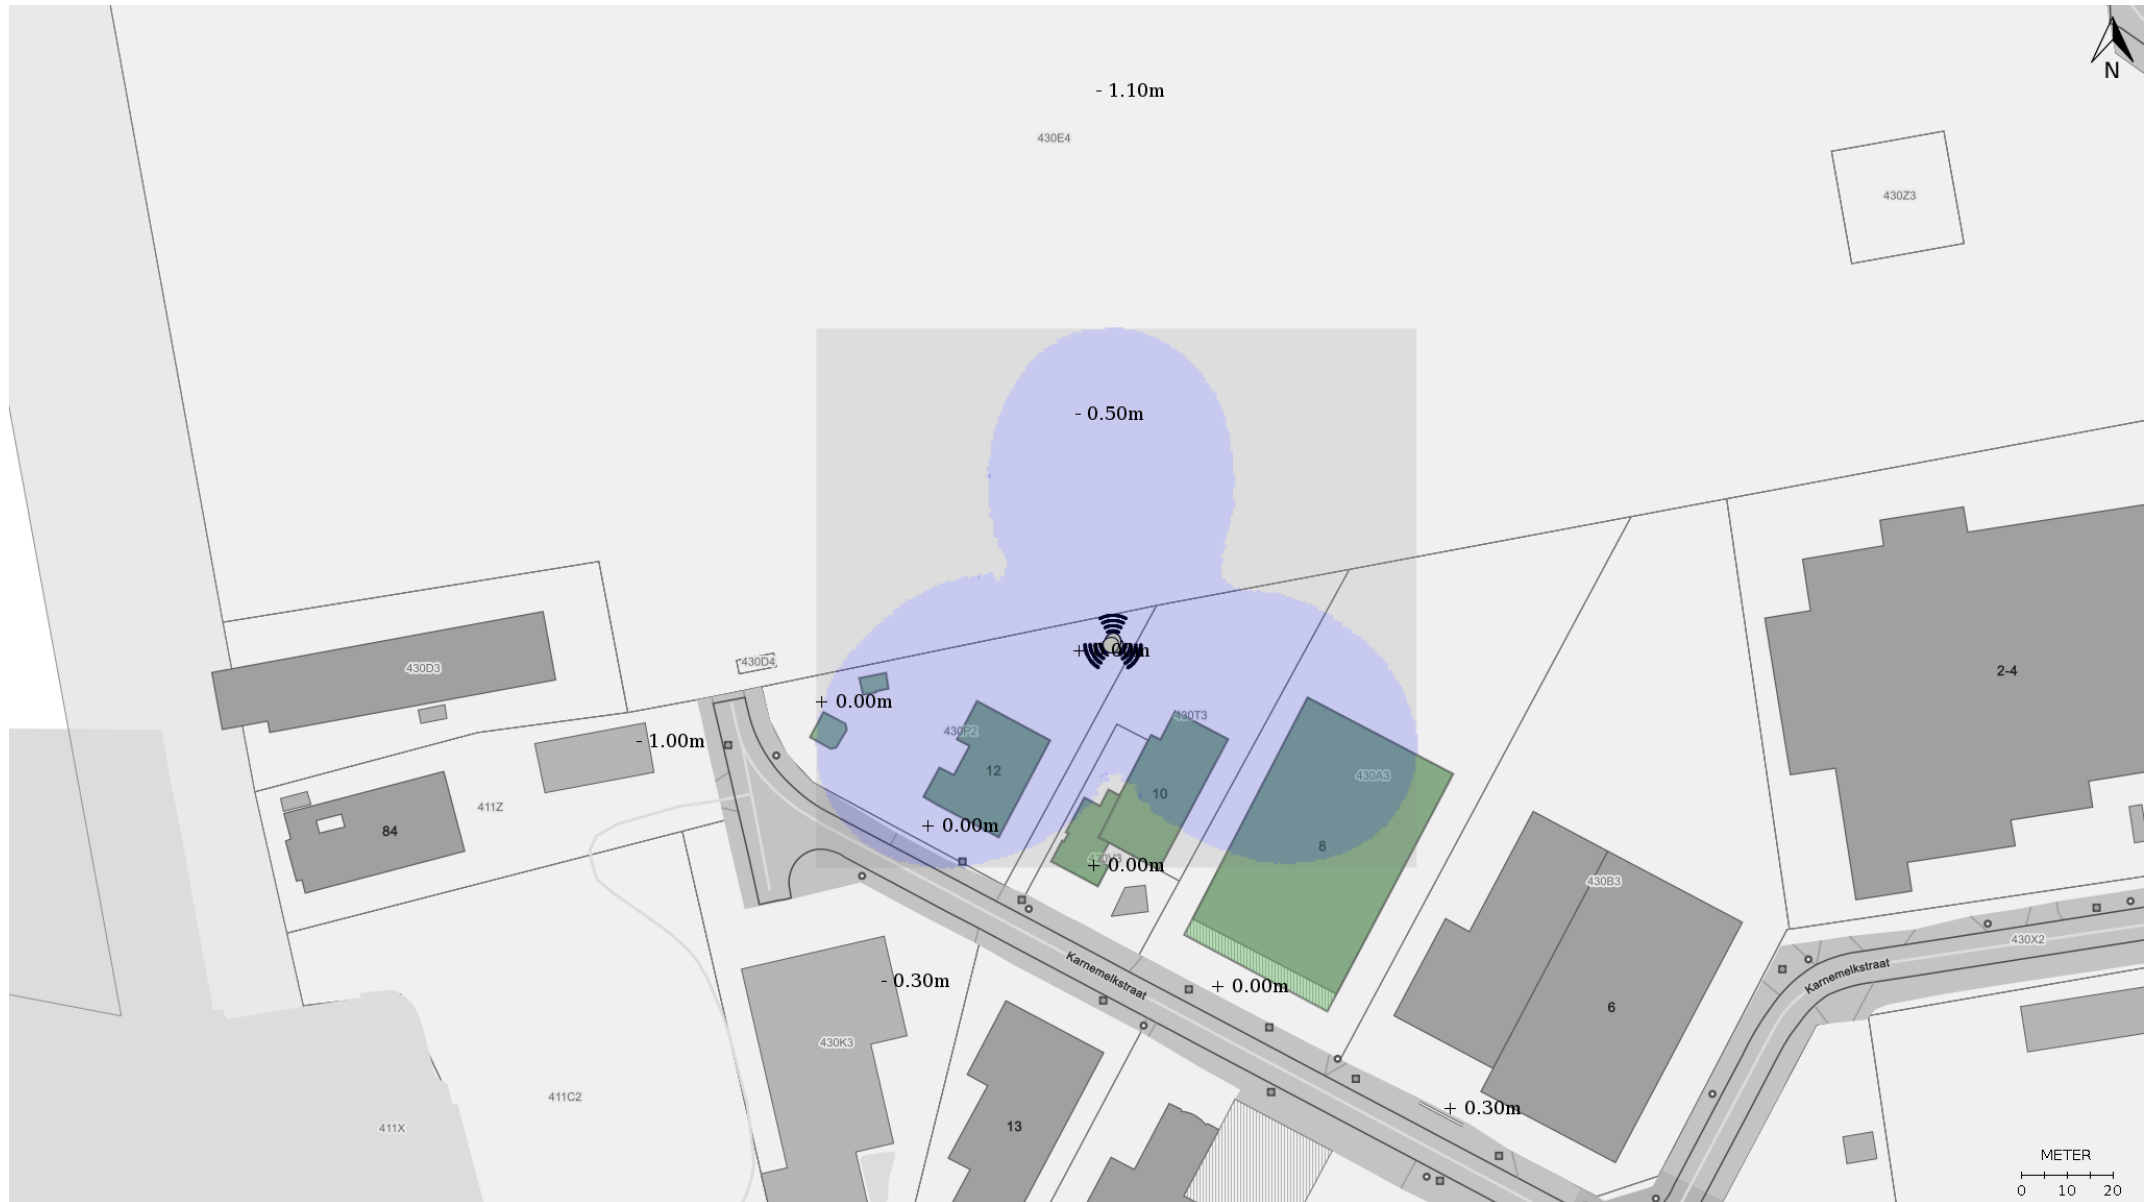 N
- 1.10m
430E4
430Z3
- 0.50m
430D3
430D4
+ 0.00m
2-4
+ 0.00m
430T3
430P2
- 1.00m
12
430A3
10
411Z
84
8
+ 0.00m
+ 0.00m
430B3
430X2
Karnemelkstraat
Karnemelkstraat
- 0.30m
+ 0.00m
6
430K3
411C2
+ 0.30m
13
411X
METER
0 10 20